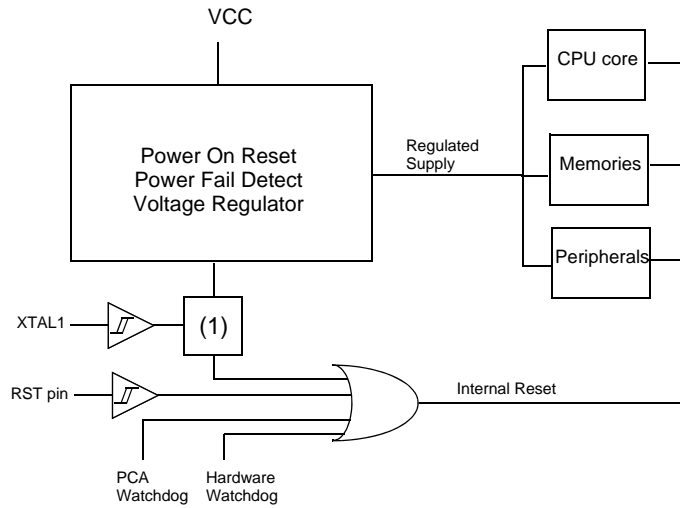 VCC
CPU core
Power On Reset
Power Fail Detect
Voltage Regulator
Regulated
Supply
Memories
Peripherals
XTAL1
(1)
RST pin
Internal Reset
PCA
Watchdog
Hardware
Watchdog